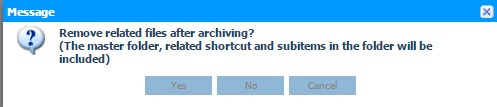 Message
Remove related files after archiving?
(The master folder, related shortcut and subitems in the folder will be
included)
Yes No Cancel